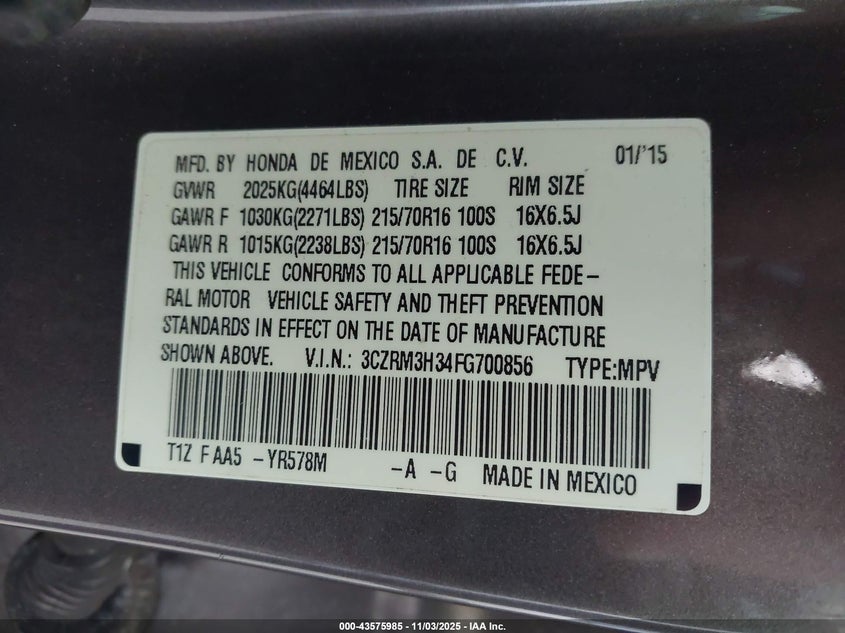 MFD. BY HONDA DE MEXICO S.A. DE C.V. 01/'15
GVWR 2025KG(4464LBS) TIRE SIZE RIM SIZE
GAWR F 1030KG(2271LBS) 215/70R16 100S 16X6.5J
GAWR R 1015KG(2238LBS) 215/70R16 100S 16X6.5J
THIS VEHICLE CONFORMS TO ALL APPLICABLE FEDE-
RAL MOTOR VEHICLE SAFETY AND THEFT PREVENTION
STANDARDS IN EFFECT ON THE DATE OF MANUFACTURE
SHOWN ABOVE. V.I.N.: 3CZRM3H34FG700856 TYPE:MPV
T1Z F AA5 -YR578M -A -G MADE IN MEXICO
000-43575985 - 11/03/2025 - IAA Inc.